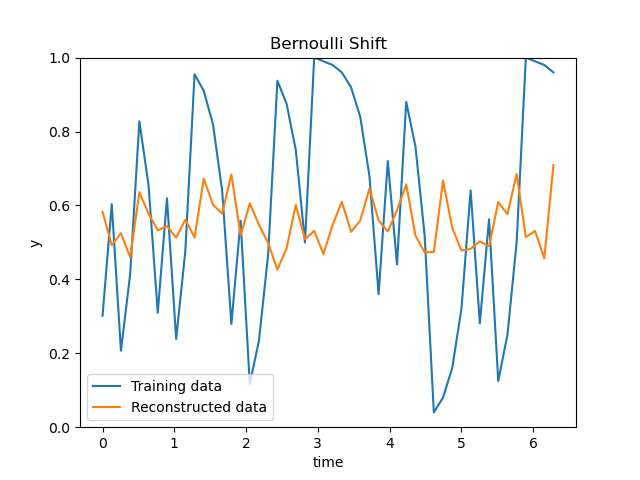 Bernoulli Shift
1.0
0.8
0.6
0.4
0.2
0.0
y
Training data
Reconstructed data
0 1 2 3 4 5 6
time